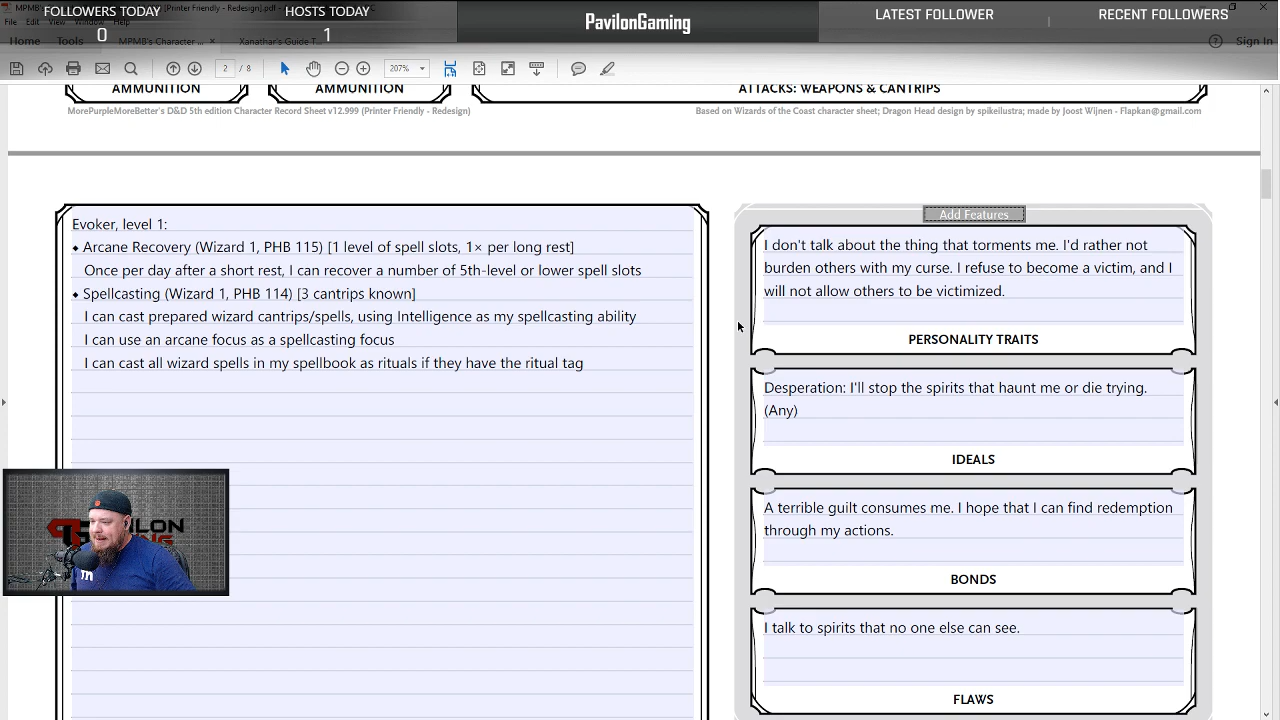 FOLLOWERS TODAY
0
HOSTS TODAY
1
PavilonGaming
LATEST FOLLOWER
RECENT FOLLOWERS
(Printer Friendly - Redesign).pdf -
Home
Tools
MPMB's Character ...
Xanathar's Guide T...
Sign In
2 / 8
207%
AMMUNITION
AMMUNITION
ATTACKS: WEAPONS & CANTRIPS
MorePurpleMoreBetter's D&D 5th edition Character Record Sheet v12.999 (Printer Friendly - Redesign)
Based on Wizards of the Coast character sheet; Dragon Head design by spikeilustra; made by Joost Wijnen - Flapkan@gmail.com
Evoker, level 1:
◆ Arcane Recovery (Wizard 1, PHB 115) [1 level of spell slots, 1× per long rest]
Once per day after a short rest, I can recover a number of 5th-level or lower spell slots
◆ Spellcasting (Wizard 1, PHB 114) [3 cantrips known]
I can cast prepared wizard cantrips/spells, using Intelligence as my spellcasting ability
I can use an arcane focus as a spellcasting focus
I can cast all wizard spells in my spellbook as rituals if they have the ritual tag
Add Features
I don't talk about the thing that torments me. I'd rather not
burden others with my curse. I refuse to become a victim, and I
will not allow others to be victimized.
PERSONALITY TRAITS
Desperation: I'll stop the spirits that haunt me or die trying.
(Any)
IDEALS
A terrible guilt consumes me. I hope that I can find redemption
through my actions.
BONDS
I talk to spirits that no one else can see.
FLAWS